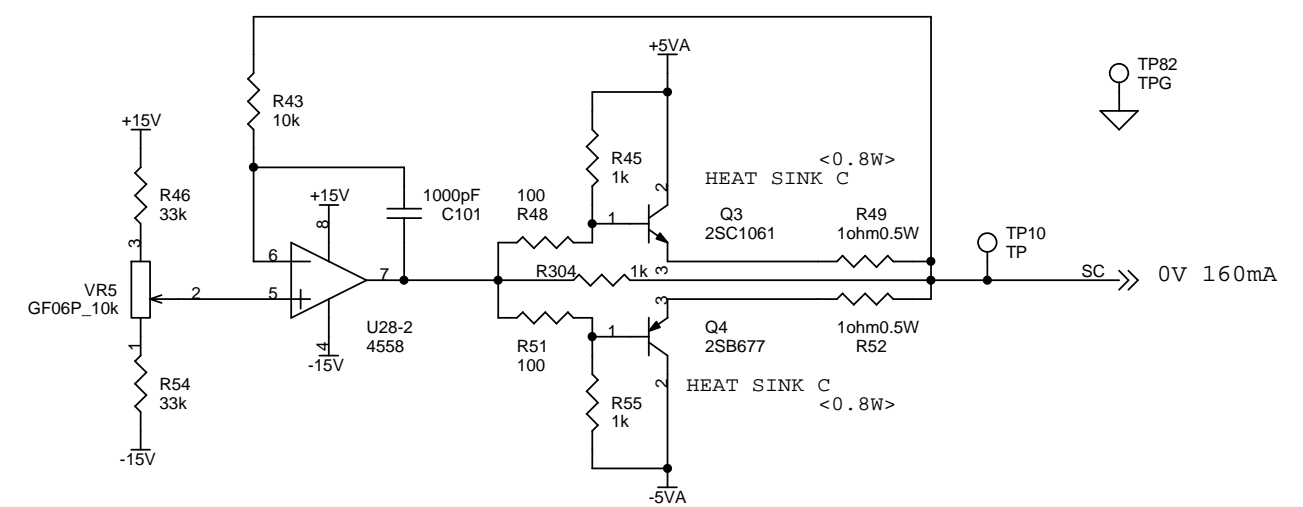 +5VA
TP82
TPG
R43
10k
+15V
R45
1k
<0.8W>
HEAT SINK C
R46
33k
+15V
8
1000pF
C101
100
R48
2
1
Q3
2SC1061
R49
1ohm0.5W
TP10
TP
3
6
7
R304
1k
3
SC
0V 160mA
VR5
GF06P_10k
2
5
3
U28-2
4558
R51
100
1
Q4
2SB677
1ohm0.5W
R52
1
4
-15V
R54
33k
2
HEAT SINK C
<0.8W>
R55
1k
-15V
-5VA